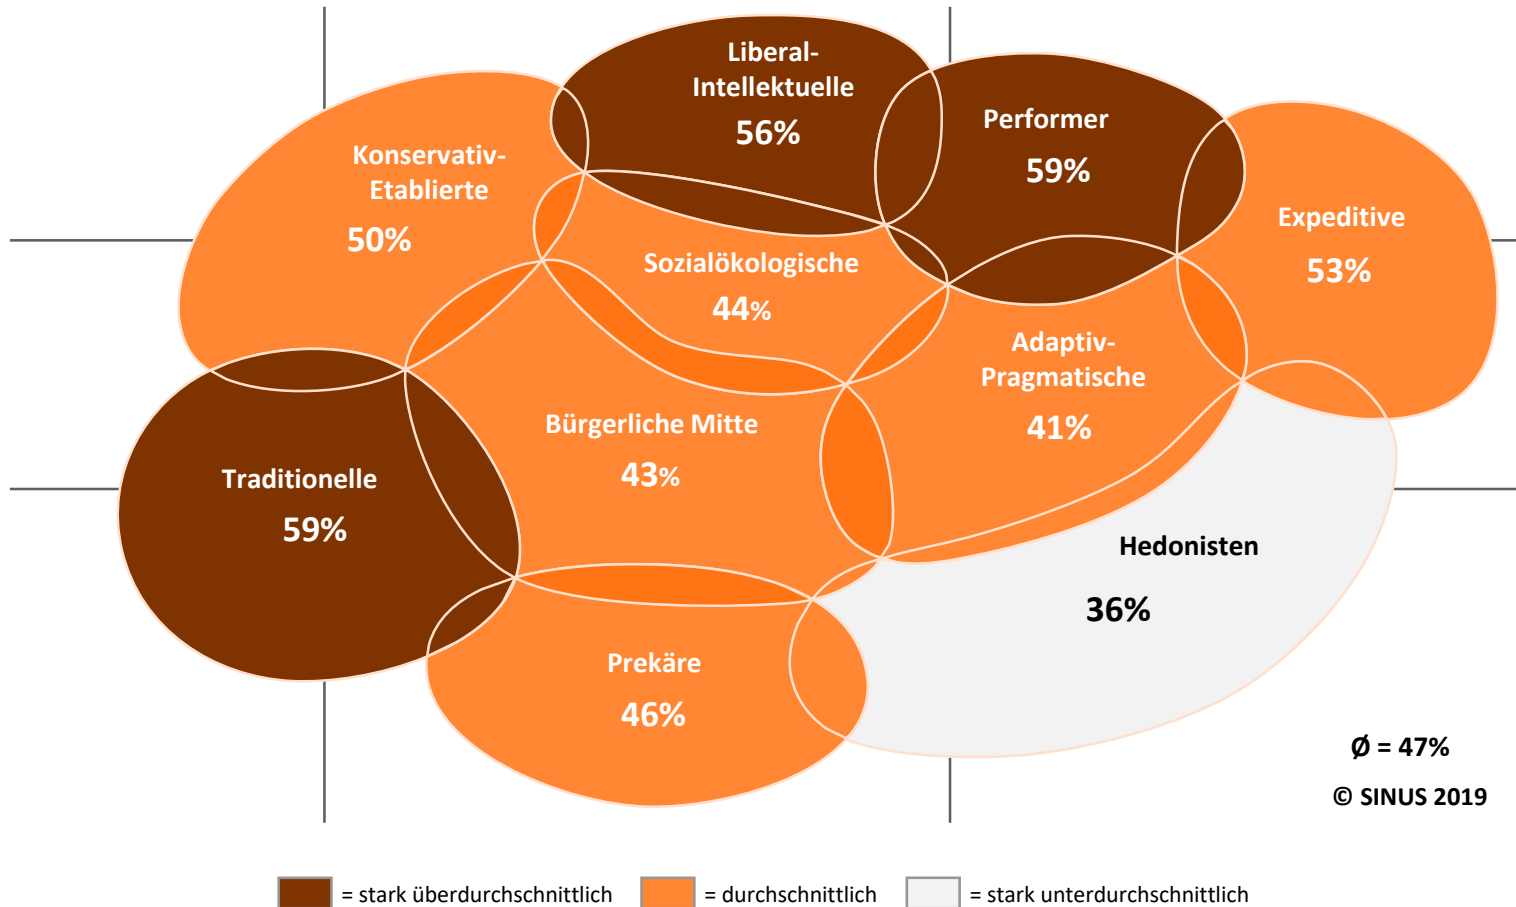 Liberal-
Intellektuelle
56%
Performer
59%
Konservativ-
Etablierte
50%
Expeditive
53%
Sozialökologische
44%
Adaptiv-
Pragmatische
41%
Bürgerliche Mitte
43%
Traditionelle
59%
Hedonisten
36%
Prekäre
46%
Ø = 47%
© SINUS 2019
= stark überdurchschnittlich = durchschnittlich = stark unterdurchschnittlich